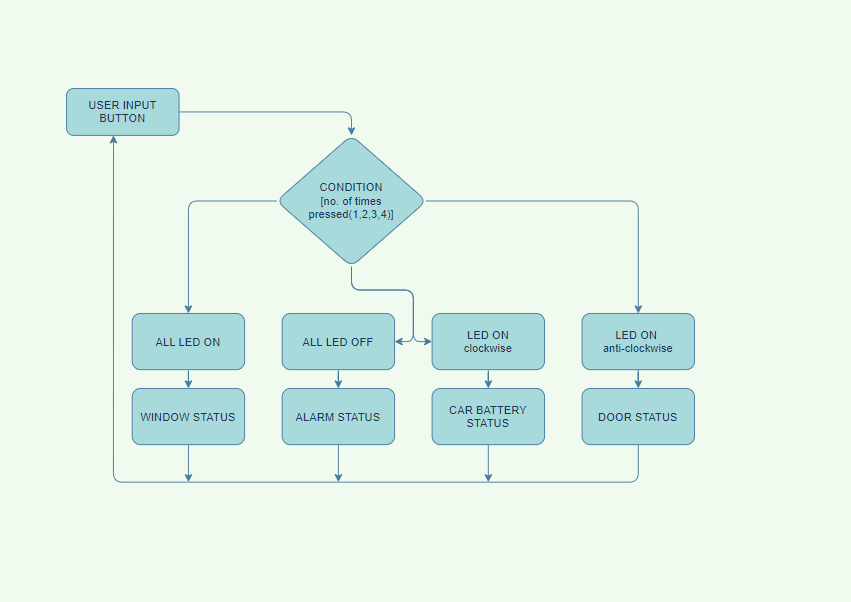 USER INPUT
BUTTON
CONDITION
[no. of times
pressed(1,2,3,4)]
ALL LED ON
ALL LED OFF
LED ON
clockwise
LED ON
anti-clockwise
WINDOW STATUS
ALARM STATUS
CAR BATTERY
STATUS
DOOR STATUS